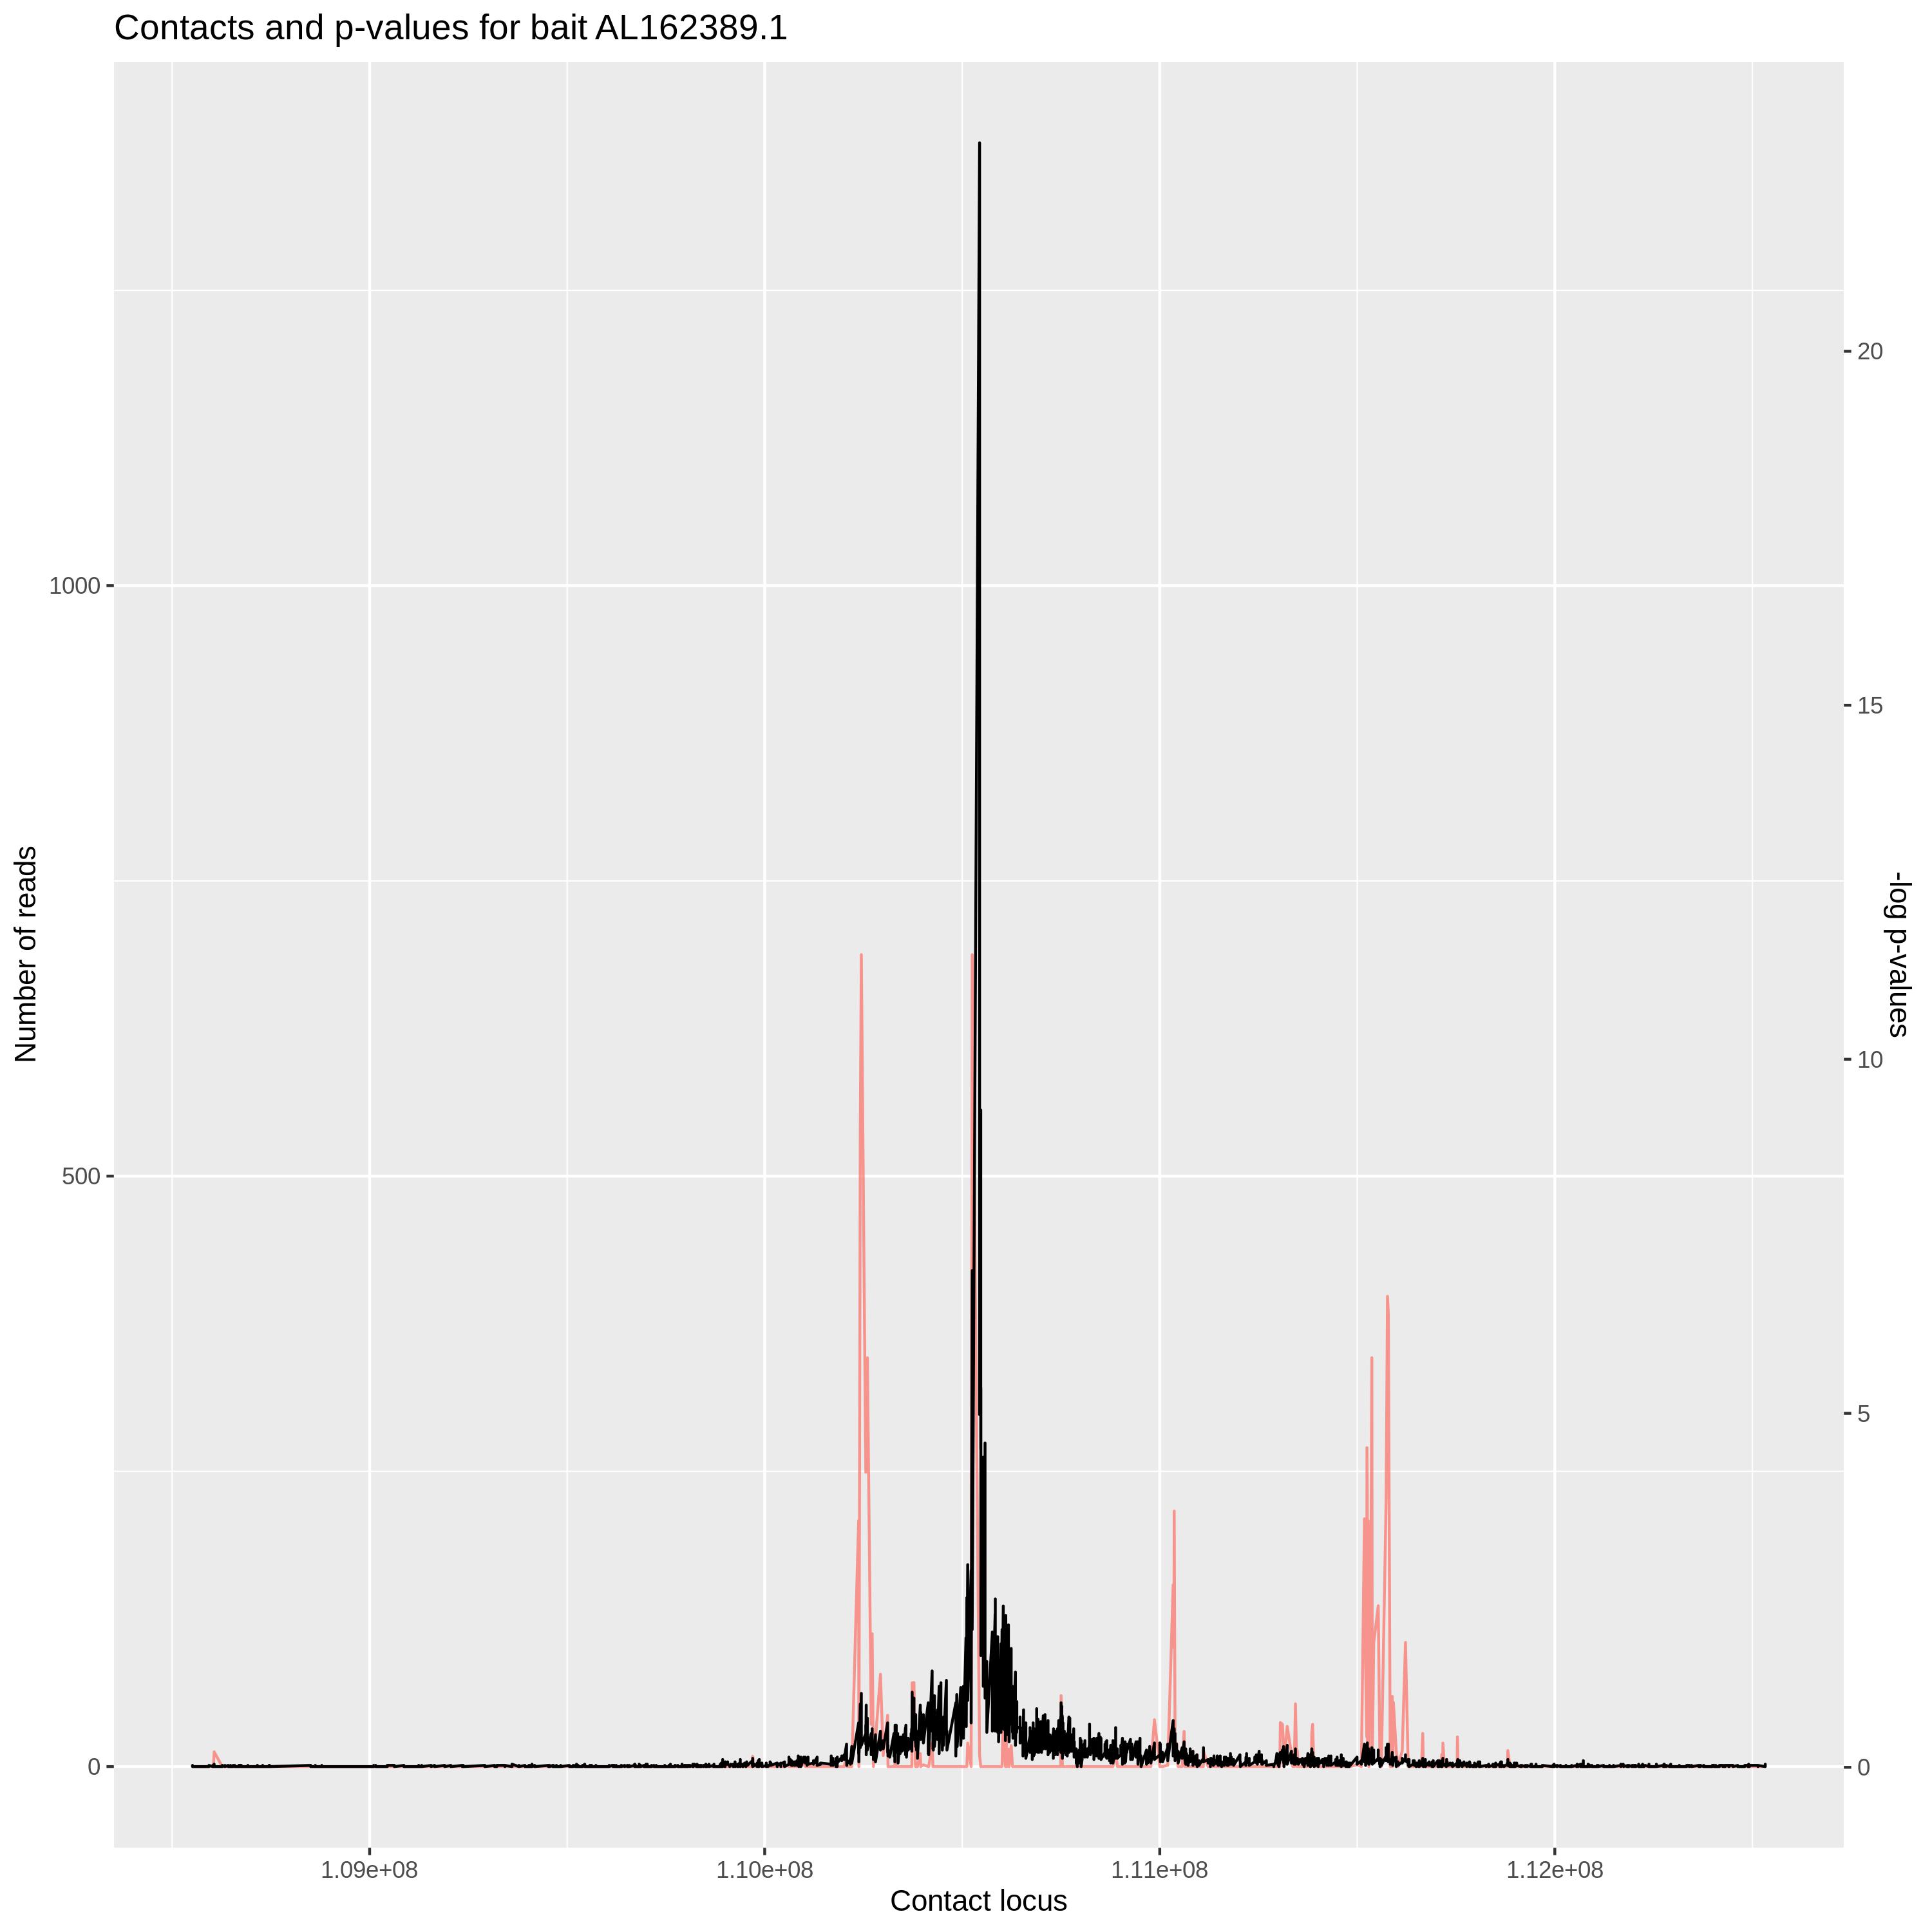 Contacts and p-values for bait AL162389.1
Number of reads
1000
500
0
20
15
10
5
0
-log p-values
1.09e+08
1.10e+08
1.11e+08
1.12e+08
Contact locus